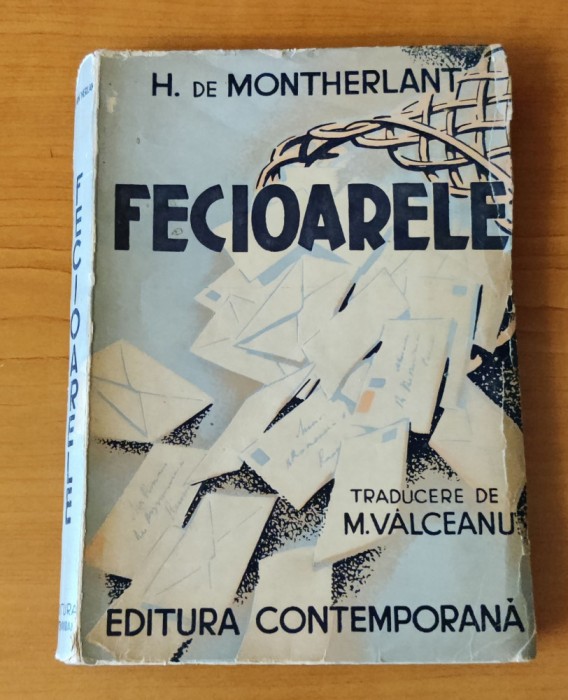 H. DE MONTHERLANT
FECIOARELE
TRADUCERE DE
M. VÂLCEANU
EDITURA CONTEMPORANĂ
FECIOARELE